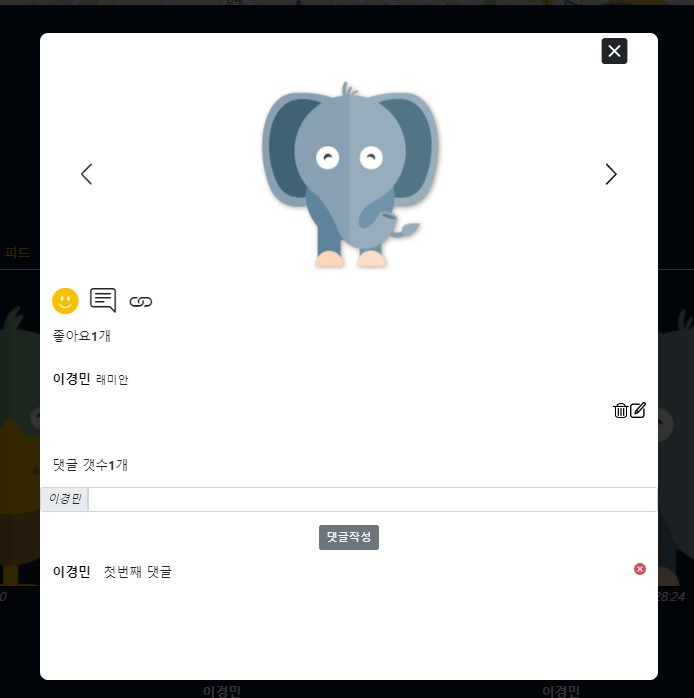 피드
좋아요1개
이경민 래미안
댓글 갯수1개
이경민
댓글작성
이경민 첫번째 댓글
0
28:24
이경민
이경민